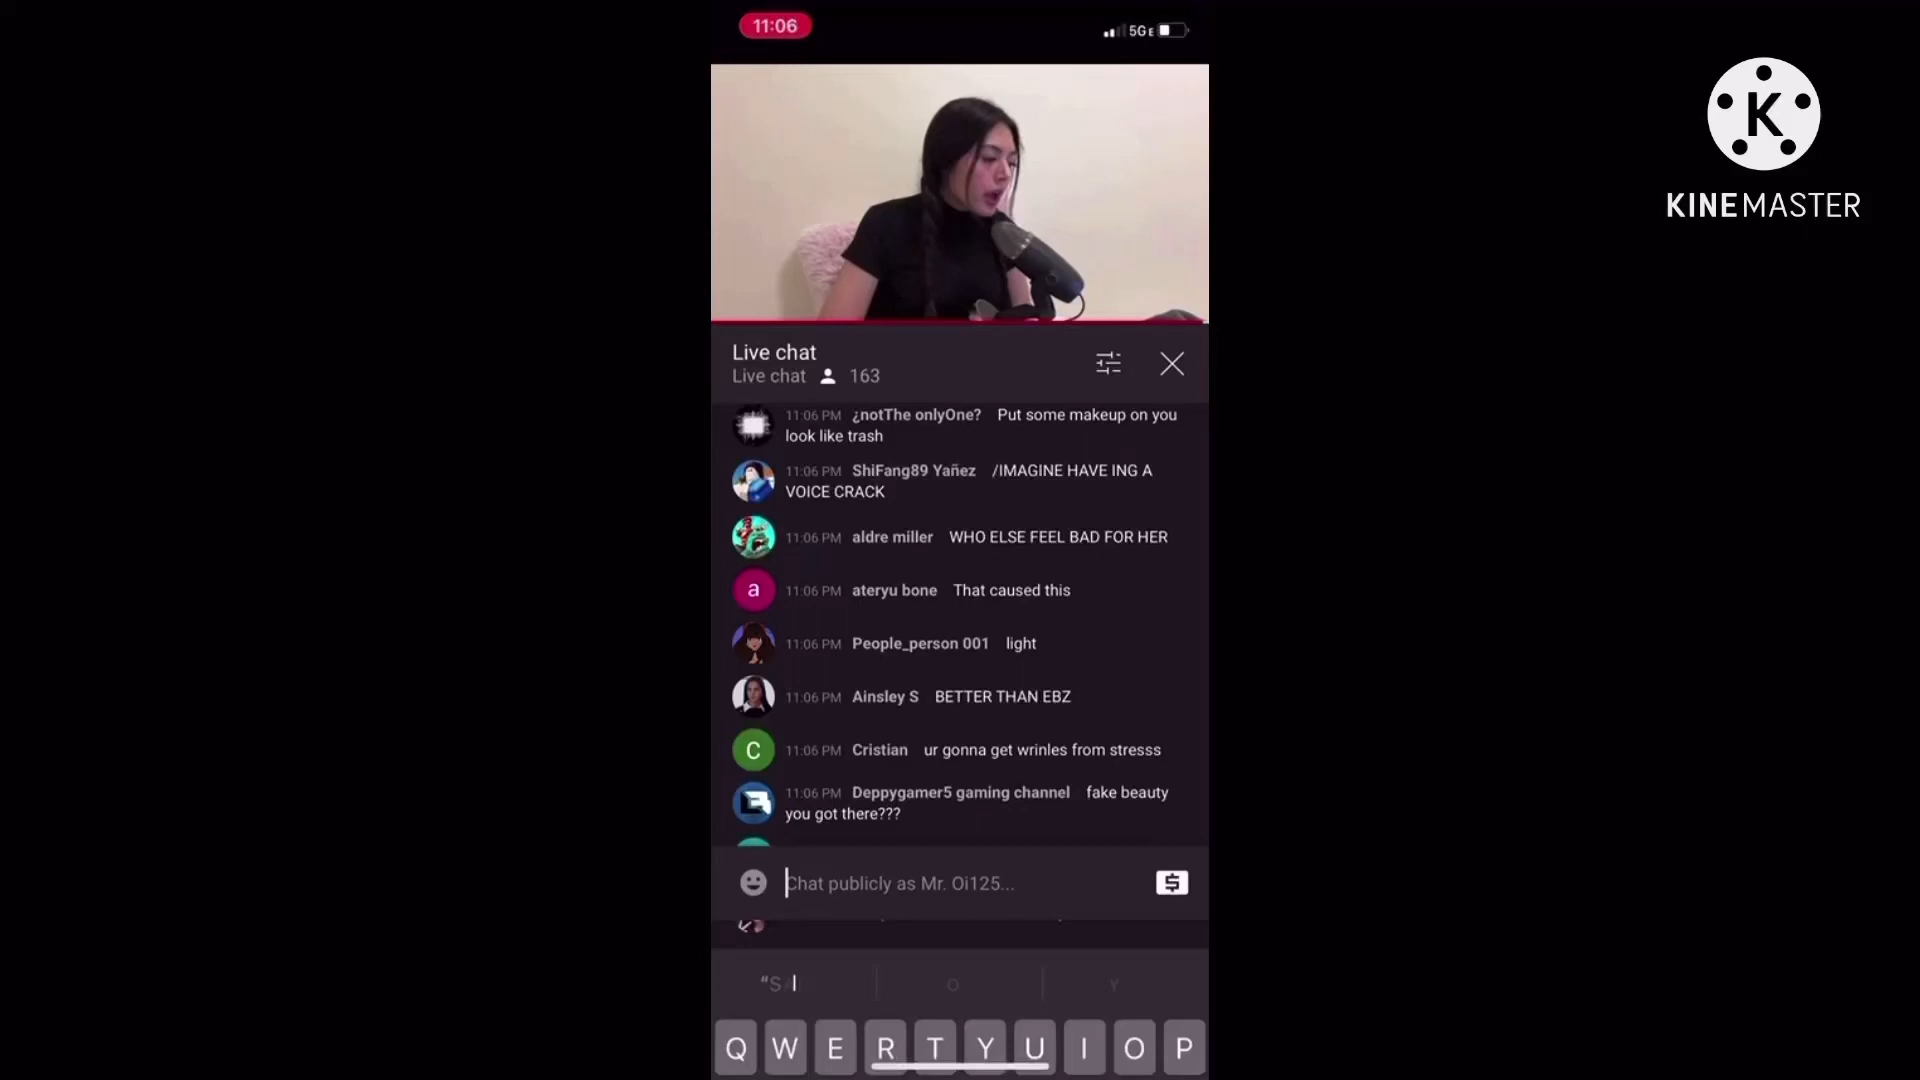 11:06
5GE
K
KINEMASTER
Live chat
Live chat 163
11:06 PM ¿notThe onlyOne? Put some makeup on you
look like trash
11:06 PM ShiFang89 Yañez /IMAGINE HAVE ING A
VOICE CRACK
11:06 PM aldre miller WHO ELSE FEEL BAD FOR HER
a
11:06 PM ateryu bone That caused this
11:06 PM People_person 001 light
11:06 PM Ainsley S BETTER THAN EBZ
C
11:06 PM Cristian ur gonna get wrinles from stresss
11:06 PM Deppygamer5 gaming channel fake beauty
you got there???
Chat publicly as Mr. Oi125...
$
O Y
Q W E R T Y U I O P